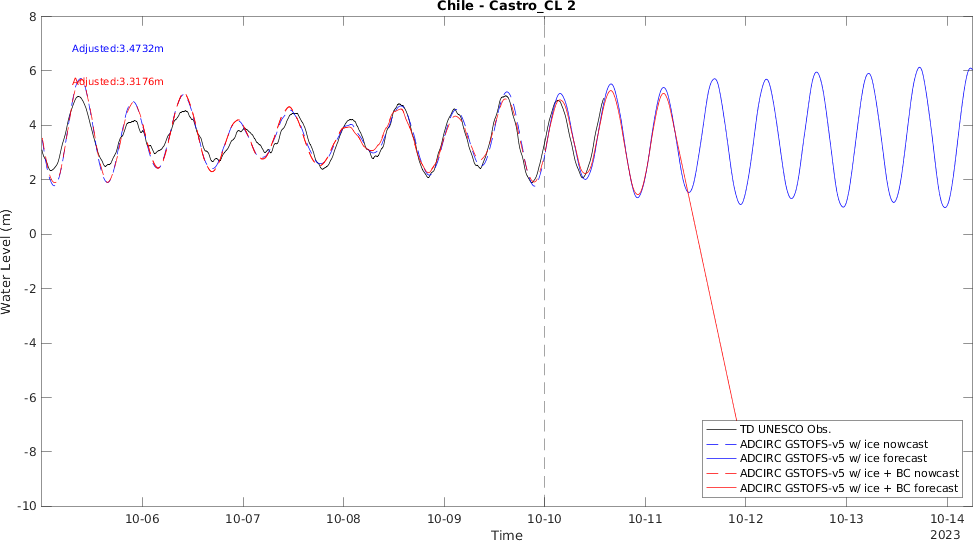 Chile - Castro_CL 2
8
6
4
2
0
-2
-4
-6
-8
-10
Water Level (m)
Adjusted:3.4732m
Adjusted:3.3176m
TD UNESCO Obs.
ADCIRC GSTOFS-v5 w/ ice nowcast
ADCIRC GSTOFS-v5 w/ ice forecast
ADCIRC GSTOFS-v5 w/ ice + BC nowcast
ADCIRC GSTOFS-v5 w/ ice + BC forecast
10-06 10-07 10-08 10-09 10-10 10-11 10-12 10-13 10-14
2023
Time